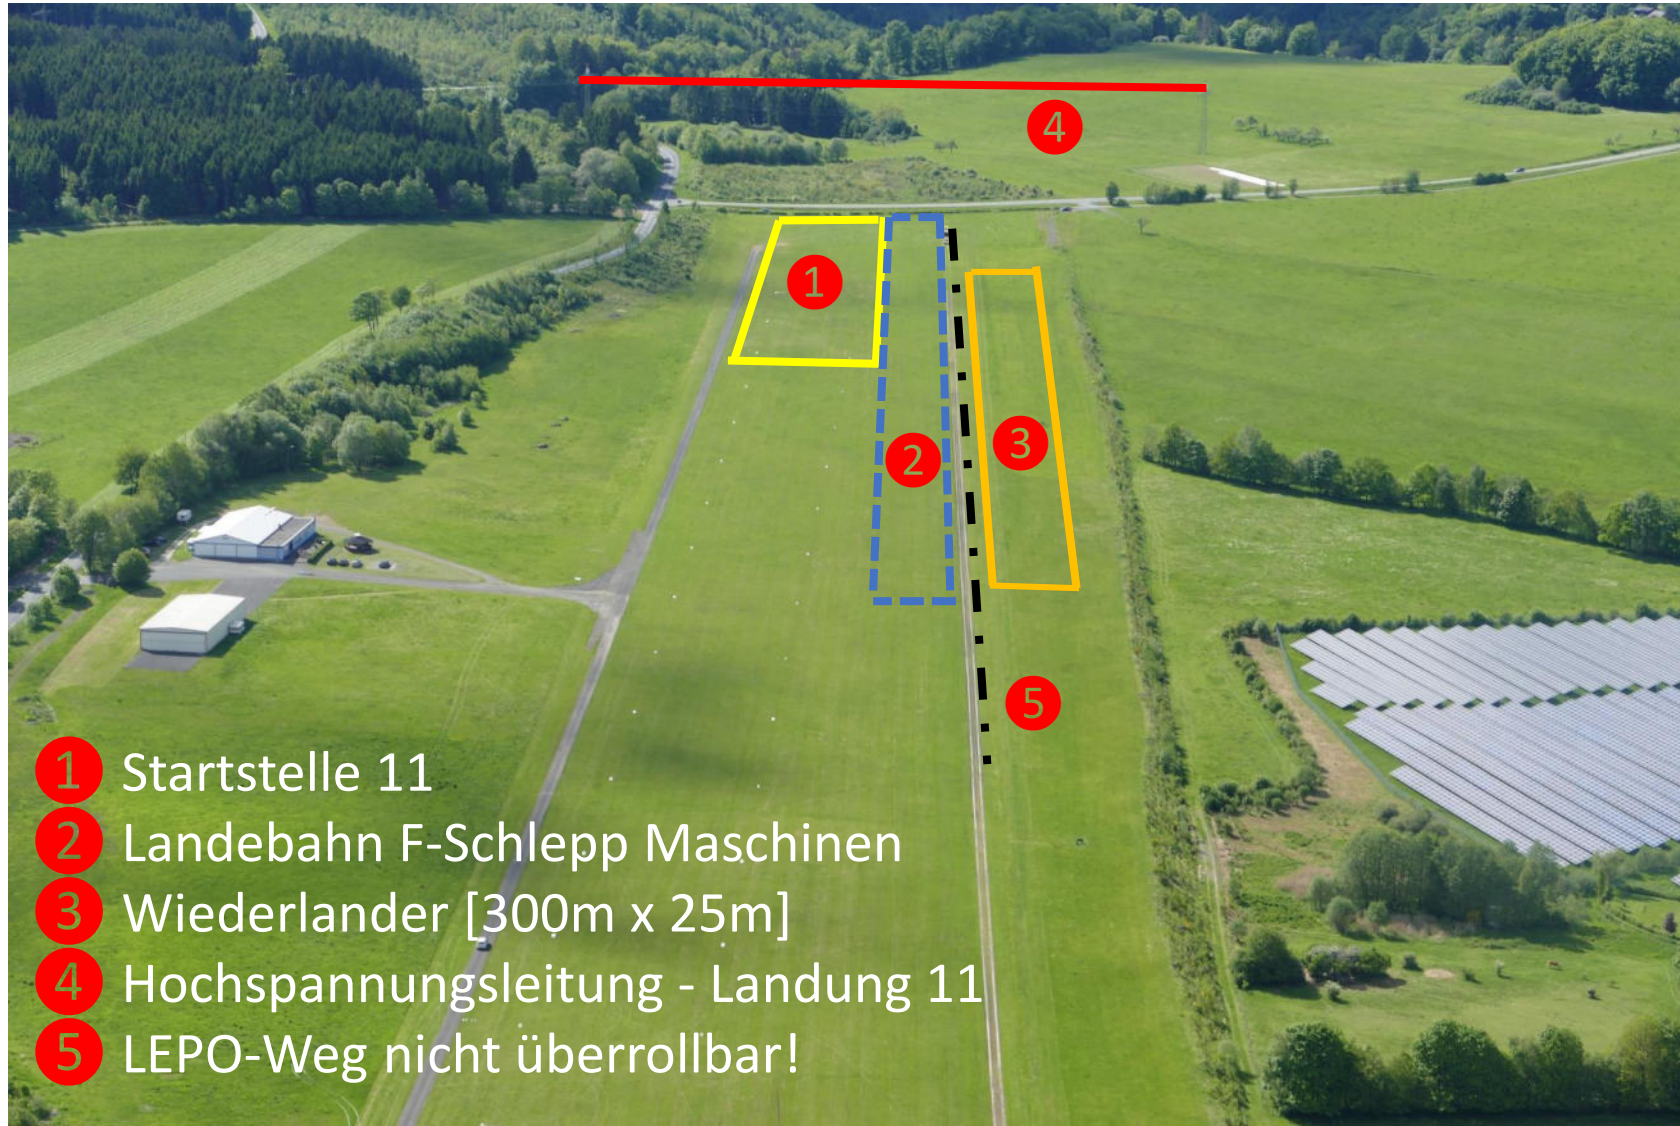 4
1
3
2
5
1 Startstelle 11
2 Landebahn F-Schlepp Maschinen
3 Wiederlander [300m x 25m]
4 Hochspannungsleitung - Landung 11
5 LEPO-Weg nicht überrollbar!